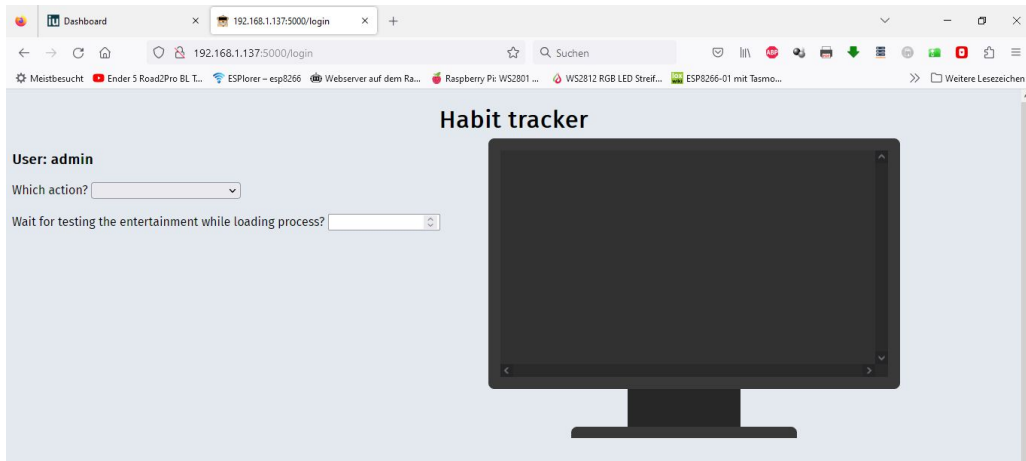 Dashboard
192.168.1.137:5000/login
192.168.1.137:5000/login
Suchen
ABP
Meistbesucht
Ender 5 Road2Pro BL T...
ESPlorer – esp8266
Webserver auf dem Ra...
Raspberry Pi: WS2801 ...
WS2812 RGB LED Streif...
ESP8266-01 mit Tasmo...
Weitere Lesezeichen
Habit tracker
User: admin
Which action?
Wait for testing the entertainment while loading process?